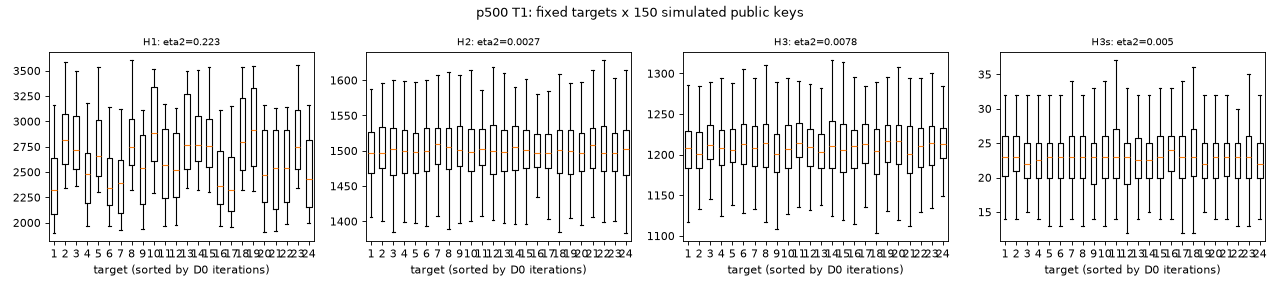 p500 T1: fixed targets x 150 simulated public keys
H1: eta2=0.223
H2: eta2=0.0027
H3: eta2=0.0078
H3s: eta2=0.005
3500
3250
3000
2750
2500
2250
2000
1 2 3 4 5 6 7 8 9 10 11 12 13 14 15 16 17 18 19 20 21 22 23 24
target (sorted by D0 iterations)
1600
1550
1500
1450
1400
1 2 3 4 5 6 7 8 9 10 11 12 13 14 15 16 17 18 19 20 21 22 23 24
target (sorted by D0 iterations)
1300
1250
1200
1150
1100
1 2 3 4 5 6 7 8 9 10 11 12 13 14 15 16 17 18 19 20 21 22 23 24
target (sorted by D0 iterations)
35
30
25
20
15
1 2 3 4 5 6 7 8 9 10 11 12 13 14 15 16 17 18 19 20 21 22 23 24
target (sorted by D0 iterations)